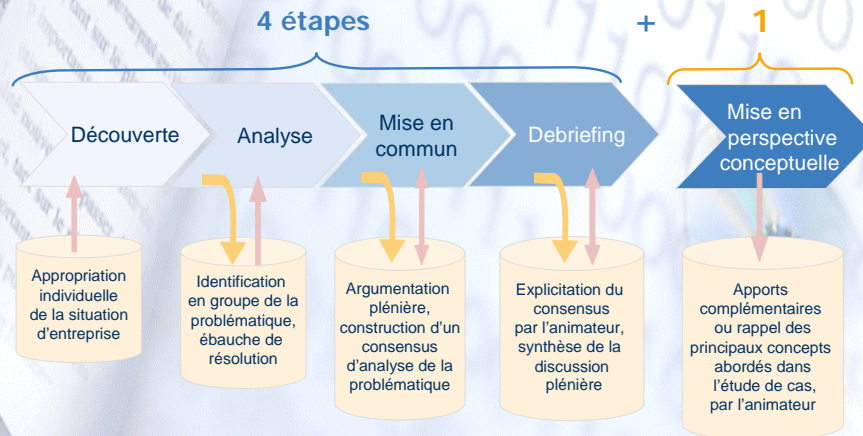 4 étapes + 1
Découverte
Analyse
Mise en
commun
Debriefing
Mise en
perspective
conceptuelle
Appropriation
individuelle
de la situation
d'entreprise
Identification
en groupe de la
problématique,
ébauche de
résolution
Argumentation
plénière,
construction d'un
consensus
d'analyse de la
problématique
Explicitation du
consensus
par l'animateur,
synthèse de la
discussion
plénière
Apports
complémentaires
ou rappel des
principaux concepts
abordés dans
l'étude de cas,
par l'animateur